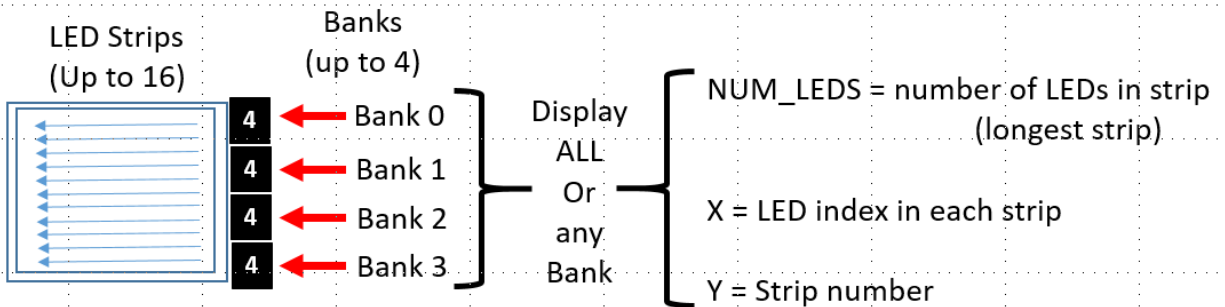 LED Strips
(Up to 16)
Banks
(up to 4)
4
Bank 0
4
Bank 1
4
Bank 2
4
Bank 3
Display
ALL
Or
any
Bank
NUM_LEDS = number of LEDs in strip
(longest strip)
X = LED index in each strip
Y = Strip number